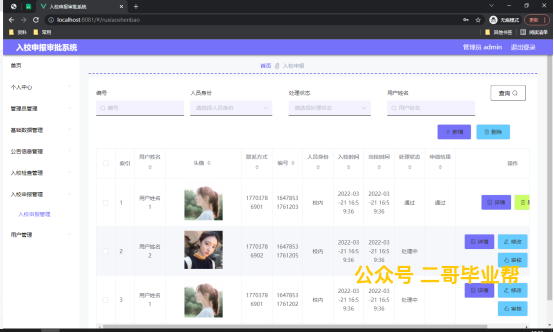 入校申报审批系统
localhost:8081/#/ruxiaoshenbao
无痕模式
更新
资料
常用
其他书签
阅读清单
入校申报审批系统
管理员 admin
退出登录
首页
个人中心
管理员管理
基础数据管理
公告信息管理
入校检查管理
入校申报管理
入校申报管理
用户管理
首页 入校申报
编号
人员身份
处理状态
用户姓名
编号
请选择人员身份
请选择处理状态
用户姓名
查询
新增
删除
索引
用户姓名
头像
联系方式
编号
人员身份
入校时间
出校时间
处理状态
申核结果
操作
1
用户姓名1
17703786901
1647853761203
校内
2022-03-21 16:59:36
2022-03-21 16:59:36
通过
通过
详情
2
用户姓名2
17703786902
1647853761205
校内
2022-03-21 16:59:36
2022-03-21 16:59:36
处理中
详情
修改
审核
3
用户姓名1
17703786901
1647853761202
校内
2022-03-21 16:59:36
2022-03-21 16:59:36
处理中
详情
修改
审核
公众号 二哥毕业帮